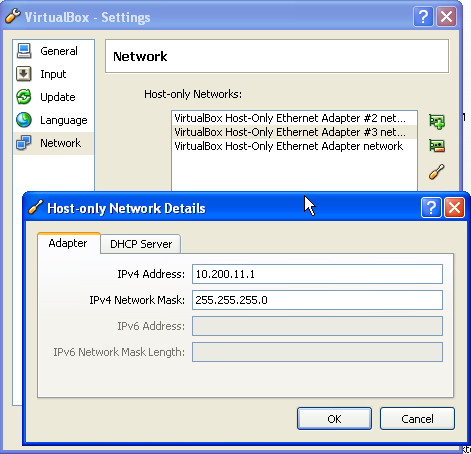 VirtualBox - Settings
General
Input
Update
Language
Network
Network
Host-only Networks:
VirtualBox Host-Only Ethernet Adapter #2 net...
VirtualBox Host-Only Ethernet Adapter #3 net...
VirtualBox Host-Only Ethernet Adapter network
Host-only Network Details
Adapter
DHCP Server
IPv4 Address: 10.200.11.1
IPv4 Network Mask: 255.255.255.0
IPv6 Address:
IPv6 Network Mask Length:
OK
Cancel